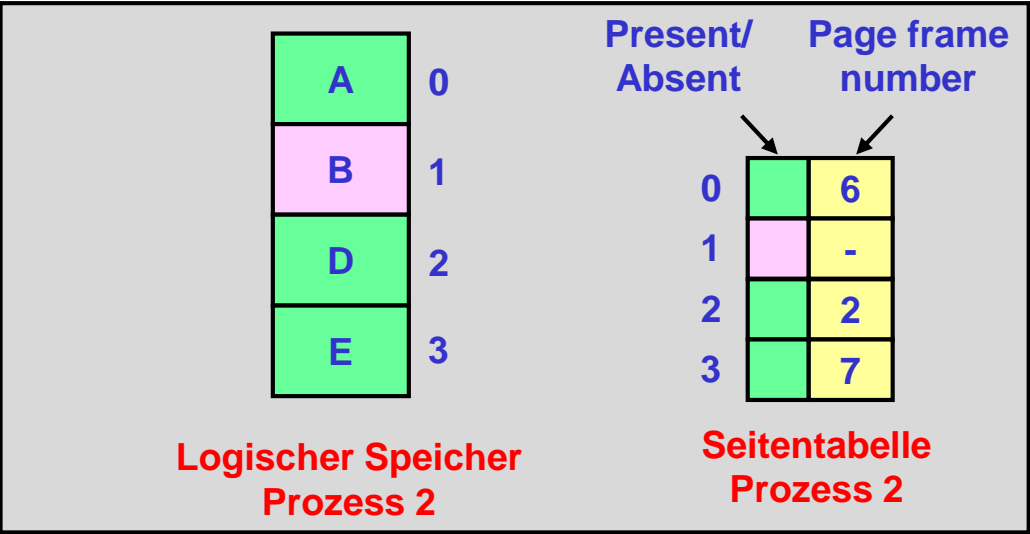 A 0
B 1
D 2
E 3
Logischer Speicher
Prozess 2
Present/
Absent
Page frame
number
0 6
1 -
2 2
3 7
Seitentabelle
Prozess 2